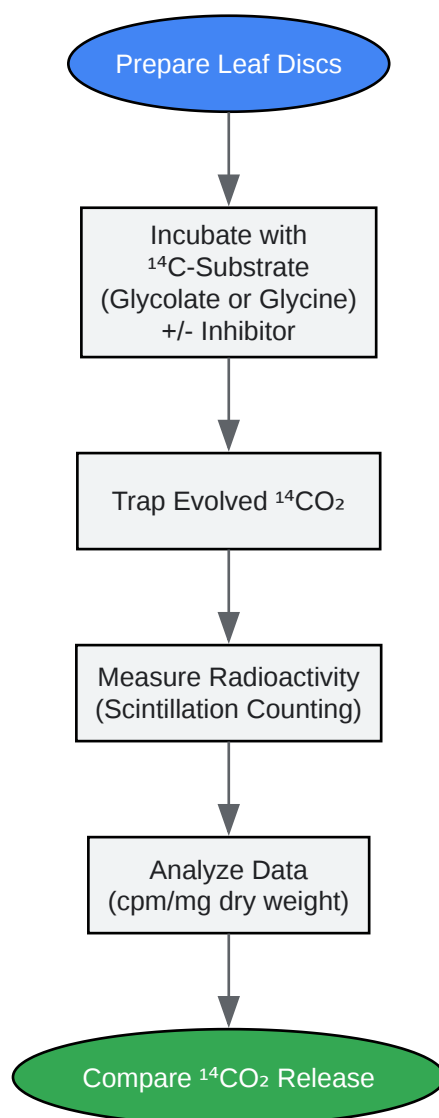 Prepare Leaf Discs
Incubate with
¹⁴C-Substrate
(Glycolate or Glycine)
+/- Inhibitor
Trap Evolved ¹⁴CO₂
Measure Radioactivity
(Scintillation Counting)
Analyze Data
(cpm/mg dry weight)
Compare ¹⁴CO₂ Release